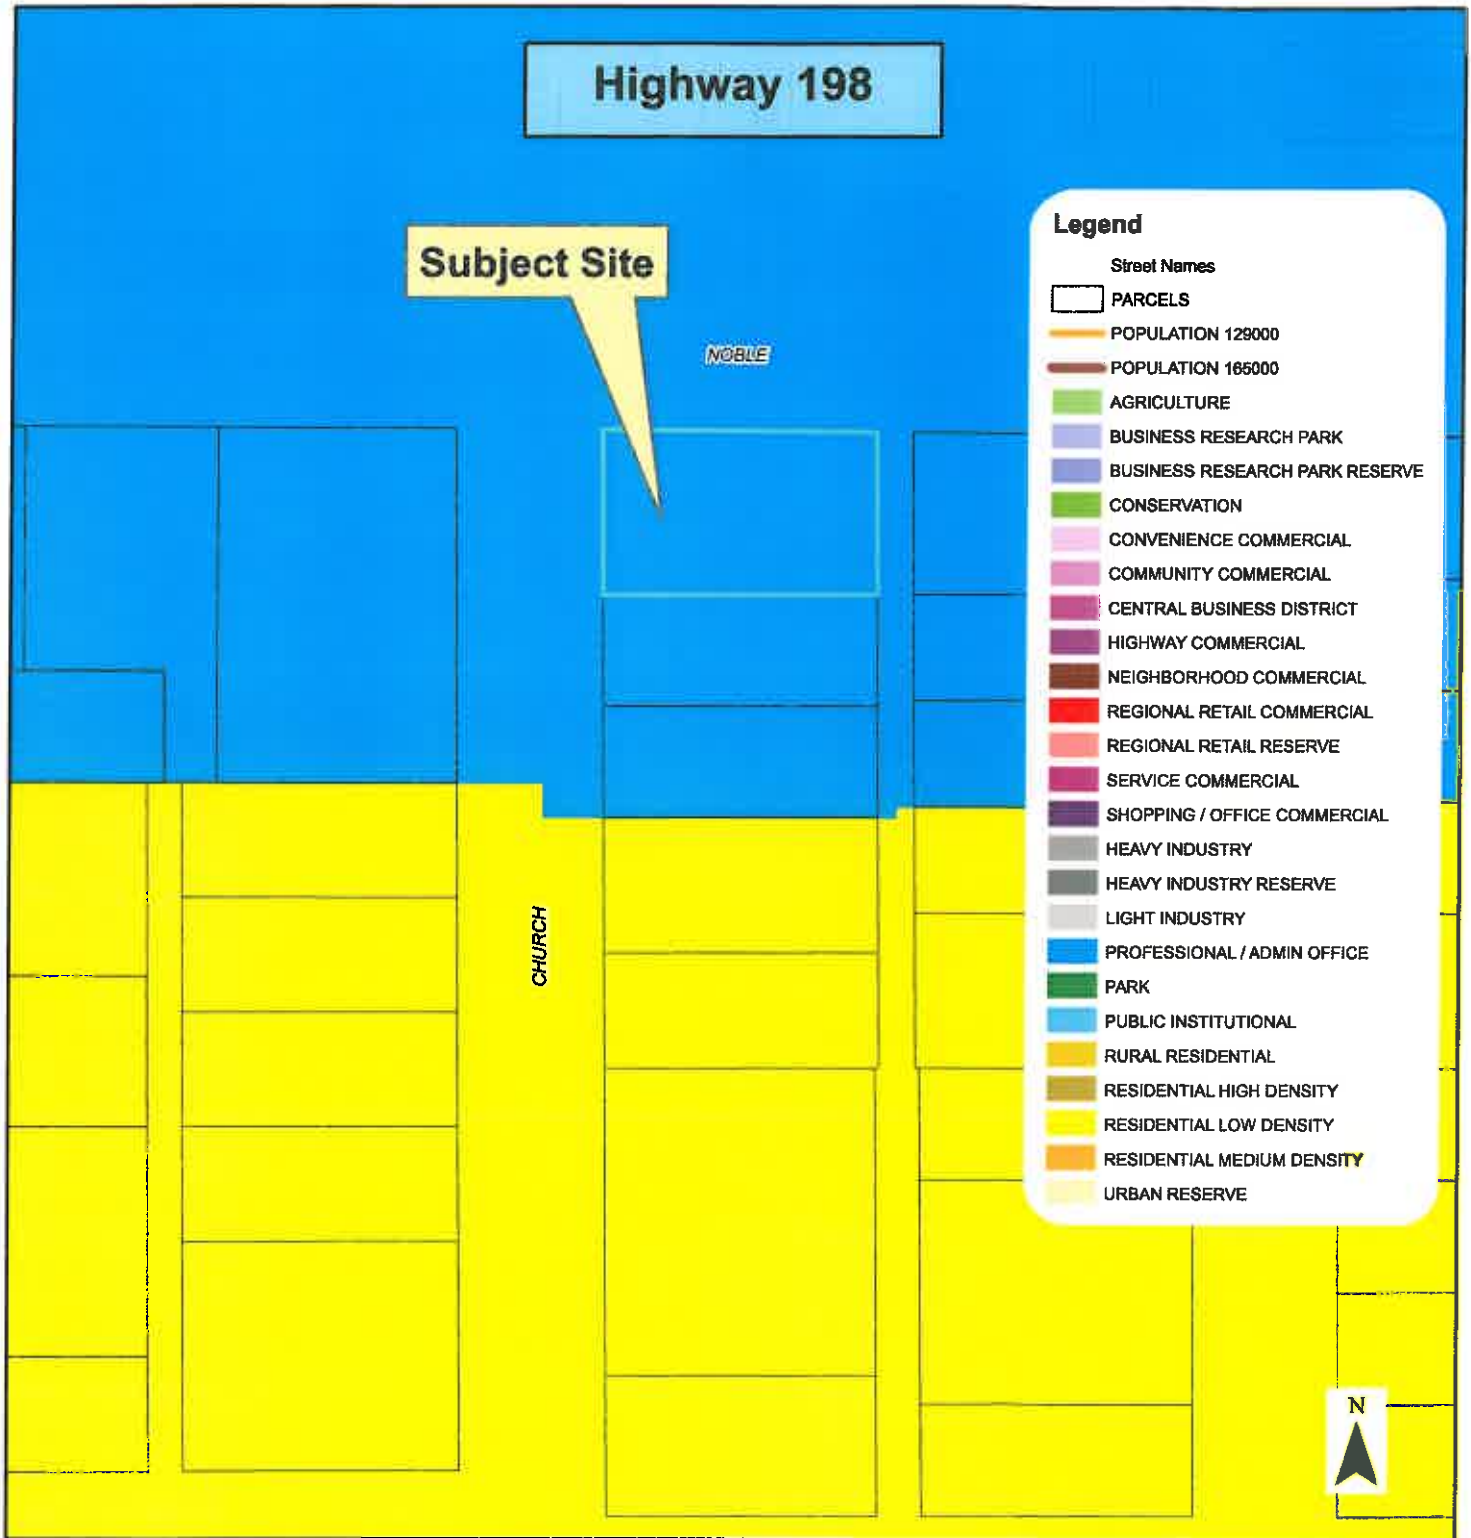 Highway 198
Subject Site
NOBLE
CHURCH
Legend
Street Names
PARCELS
POPULATION 129000
POPULATION 165000
AGRICULTURE
BUSINESS RESEARCH PARK
BUSINESS RESEARCH PARK RESERVE
CONSERVATION
CONVENIENCE COMMERCIAL
COMMUNITY COMMERCIAL
CENTRAL BUSINESS DISTRICT
HIGHWAY COMMERCIAL
NEIGHBORHOOD COMMERCIAL
REGIONAL RETAIL COMMERCIAL
REGIONAL RETAIL RESERVE
SERVICE COMMERCIAL
SHOPPING / OFFICE COMMERCIAL
HEAVY INDUSTRY
HEAVY INDUSTRY RESERVE
LIGHT INDUSTRY
PROFESSIONAL / ADMIN OFFICE
PARK
PUBLIC INSTITUTIONAL
RURAL RESIDENTIAL
RESIDENTIAL HIGH DENSITY
RESIDENTIAL LOW DENSITY
RESIDENTIAL MEDIUM DENSITY
URBAN RESERVE
N